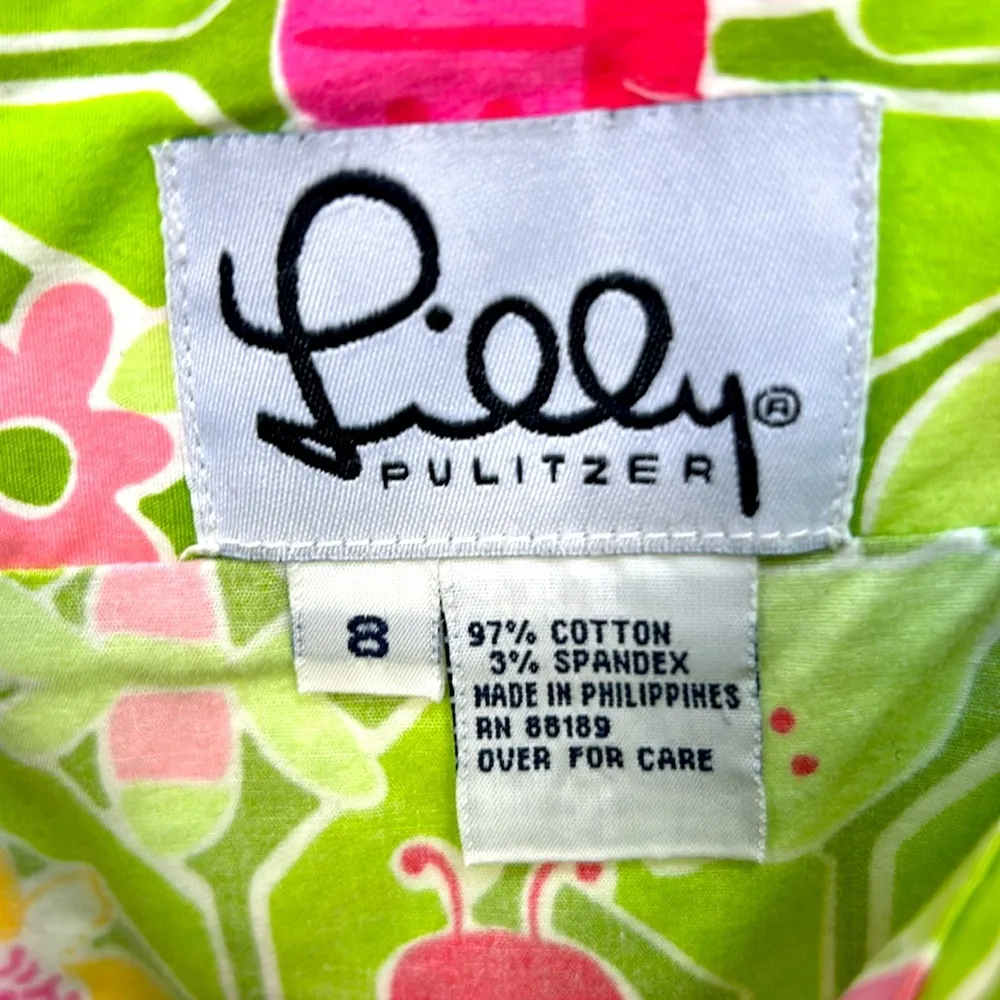 Lilly®
PULITZER
8
97% COTTON
3% SPANDEX
MADE IN PHILIPPINES
RN 88189
OVER FOR CARE